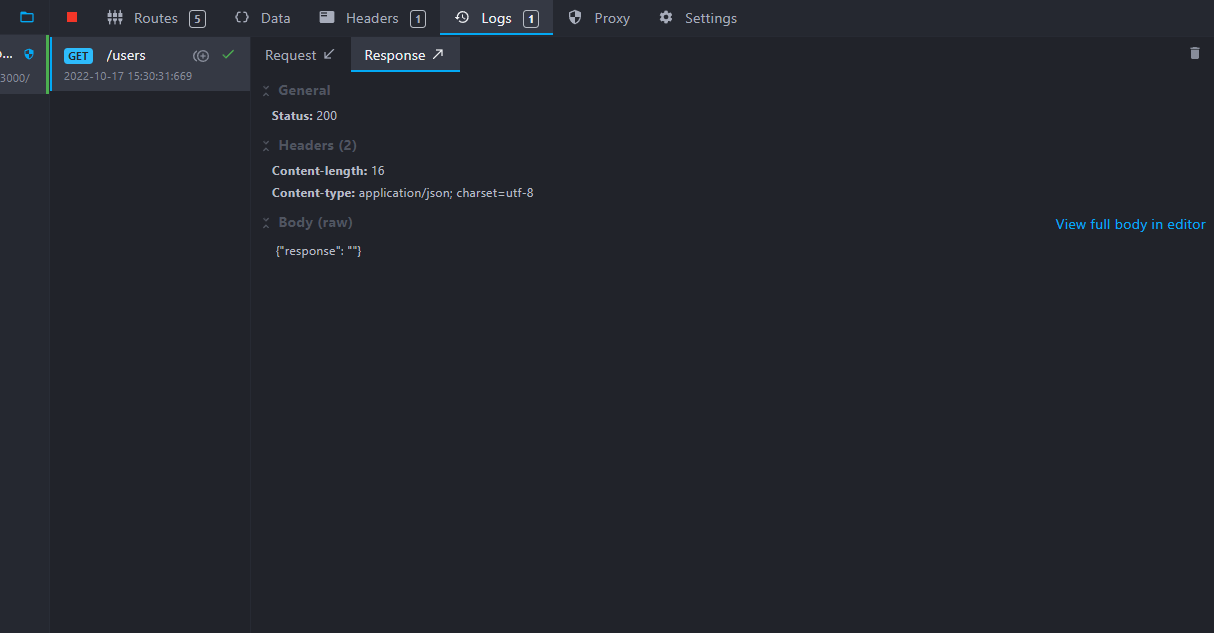 Routes 5 Data Headers 1 Logs 1 Proxy Settings
... GET /users
3000/ 2022-10-17 15:30:31:669
Request Response
General
Status: 200
Headers (2)
Content-length: 16
Content-type: application/json; charset=utf-8
Body (raw)
View full body in editor
{"response": ""}